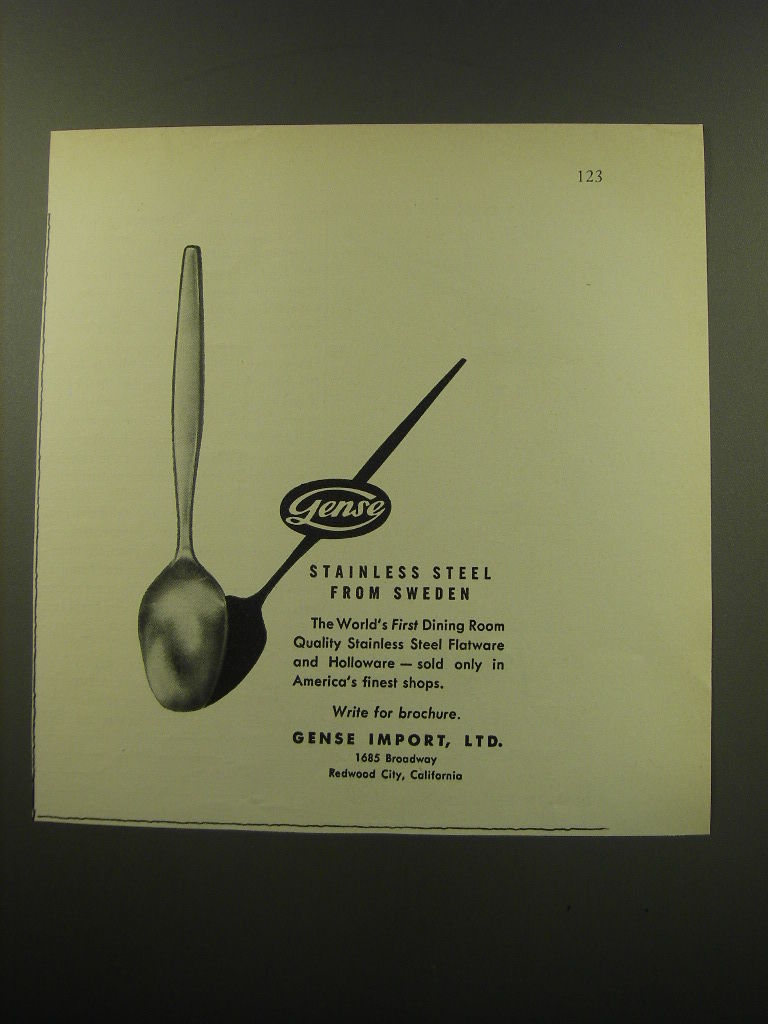 123
Gense
STAINLESS STEEL
FROM SWEDEN
The World's First Dining Room
Quality Stainless Steel Flatware
and Holloware — sold only in
America's finest shops.
Write for brochure.
GENSE IMPORT, LTD.
1685 Broadway
Redwood City, California